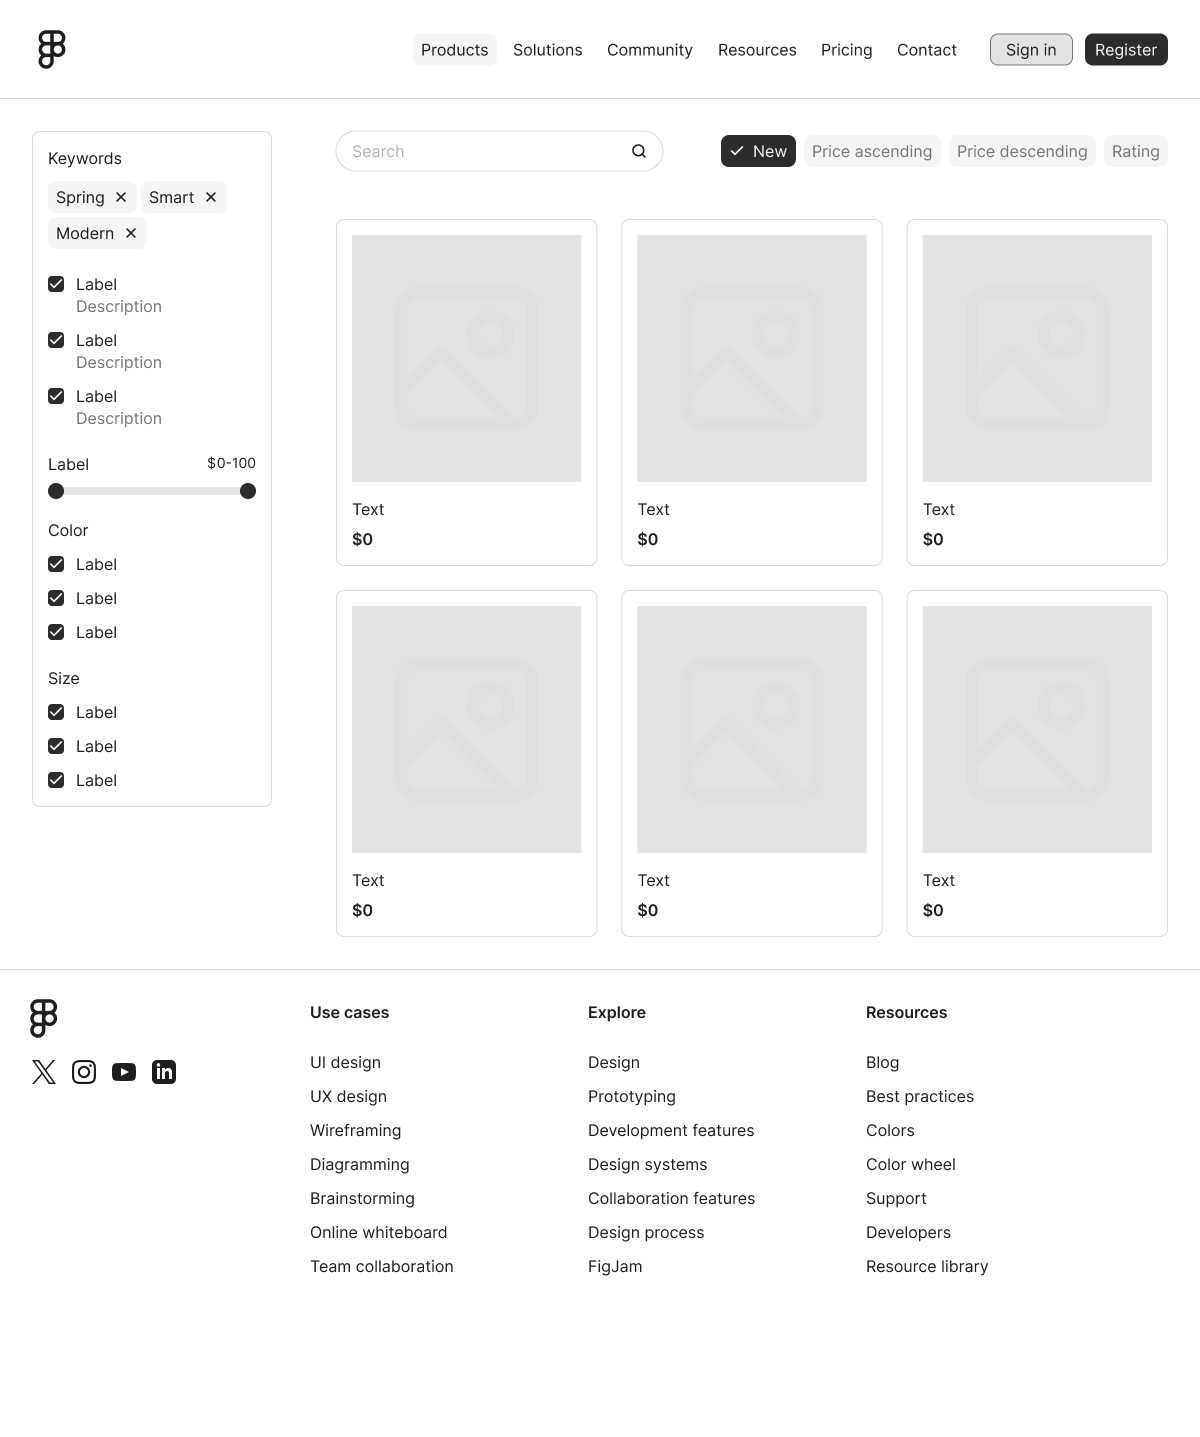 Products Solutions Community Resources Pricing Contact Sign in Register
Keywords
Spring Smart
Modern
Label
Description
Label
Description
Label
Description
Label $0-100
Color
Label
Label
Label
Size
Label
Label
Label
Search
New Price ascending Price descending Rating
Text
$0
Text
$0
Text
$0
Text
$0
Text
$0
Text
$0
Use cases
UI design
UX design
Wireframing
Diagramming
Brainstorming
Online whiteboard
Team collaboration
Explore
Design
Prototyping
Development features
Design systems
Collaboration features
Design process
FigJam
Resources
Blog
Best practices
Colors
Color wheel
Support
Developers
Resource library